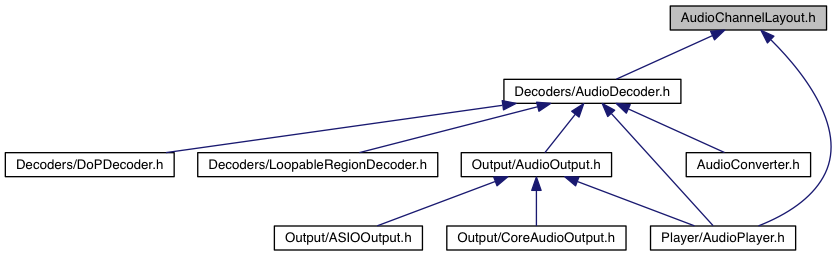 AudioChannelLayout.h
Decoders/AudioDecoder.h
Decoders/DoPDecoder.h
Decoders/LoopableRegionDecoder.h
Output/AudioOutput.h
AudioConverter.h
Output/ASIOOutput.h
Output/CoreAudioOutput.h
Player/AudioPlayer.h